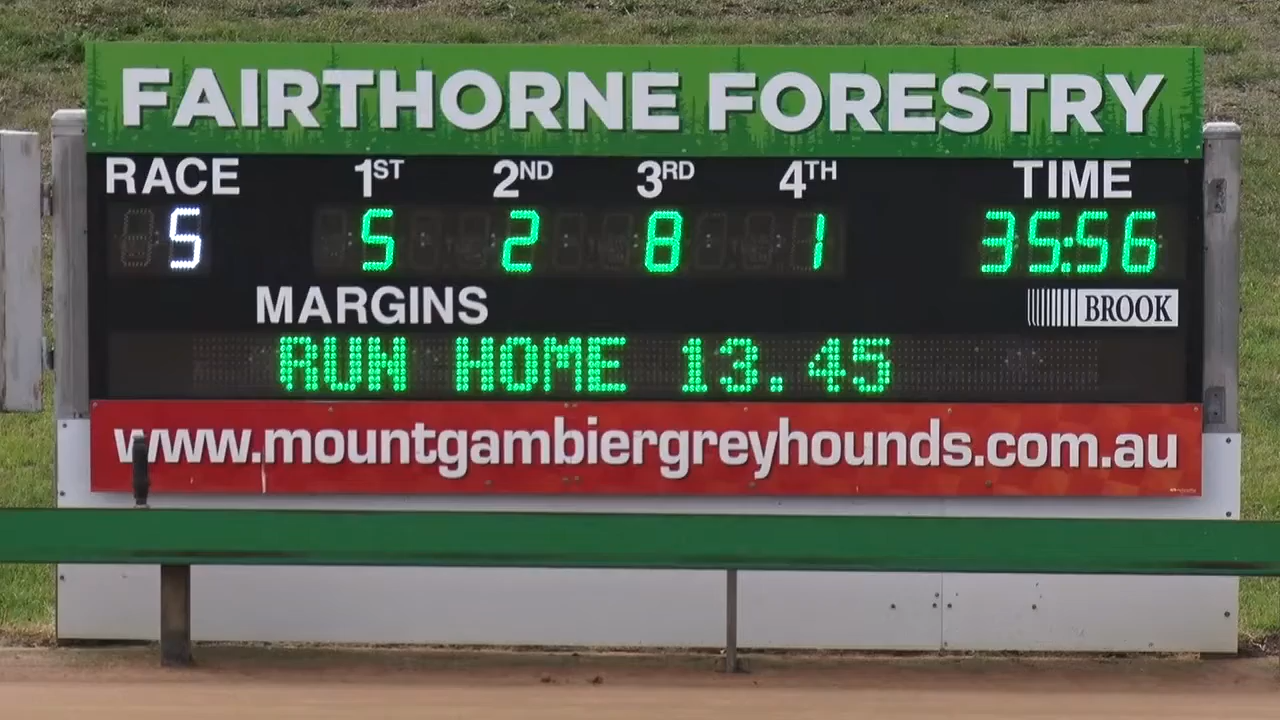 FAIRTHORNE FORESTRY
RACE 1ST 2ND 3RD 4TH TIME
5 5 2 8 1 35:56
MARGINS BROOK
RUN HOME 13.45
www.mountgambiergreyhounds.com.au